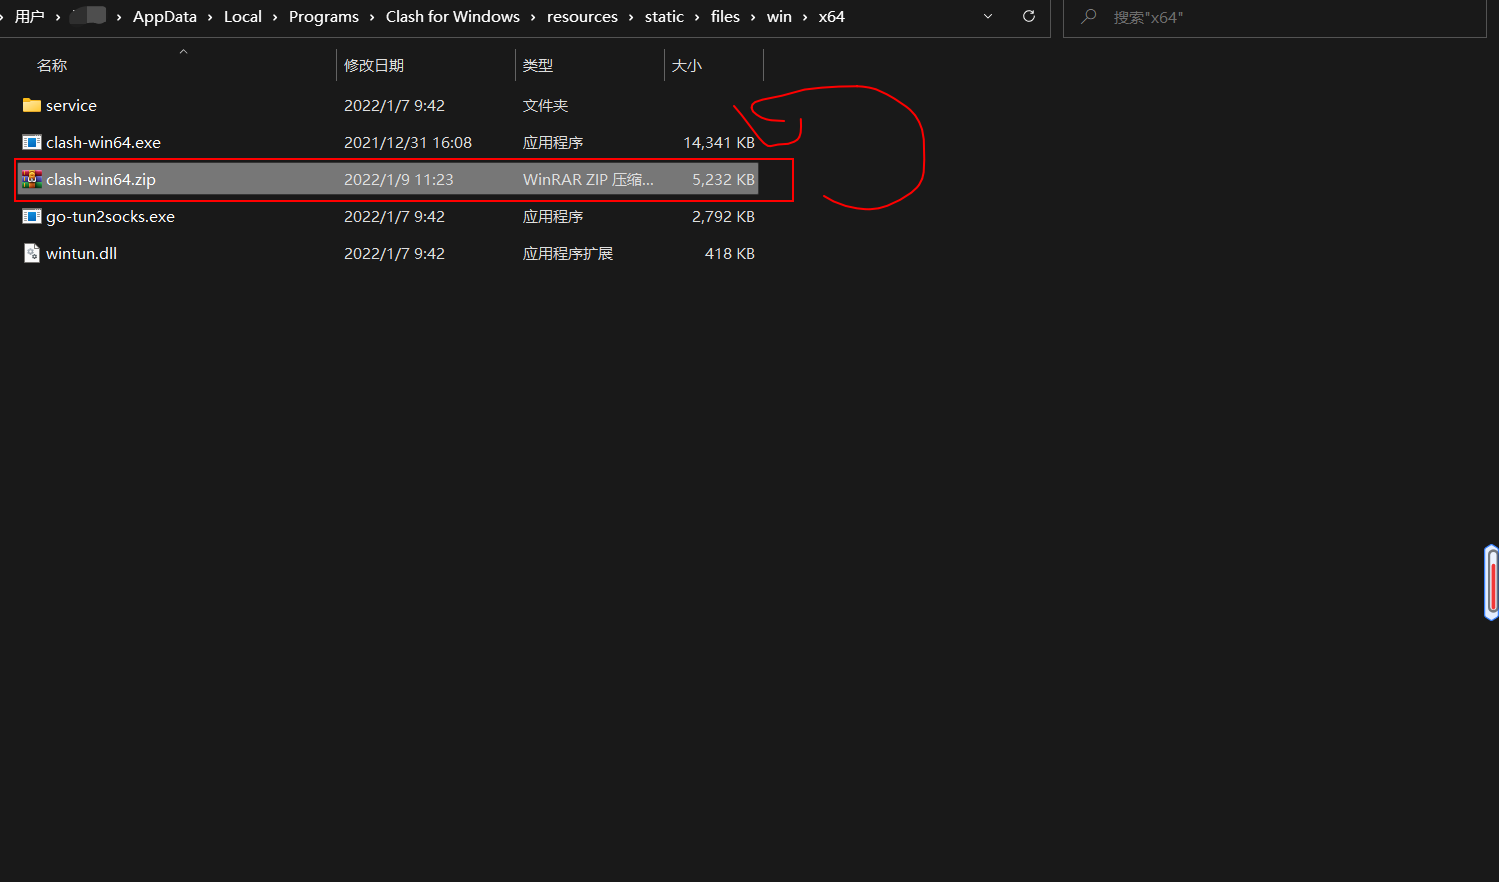 用户 › › AppData › Local › Programs › Clash for Windows › resources › static › files › win › x64
搜索"x64"
名称 修改日期 类型 大小
service 2022/1/7 9:42 文件夹
clash-win64.exe 2021/12/31 16:08 应用程序 14,341 KB
clash-win64.zip 2022/1/9 11:23 WinRAR ZIP 压缩... 5,232 KB
go-tun2socks.exe 2022/1/7 9:42 应用程序 2,792 KB
wintun.dll 2022/1/7 9:42 应用程序扩展 418 KB